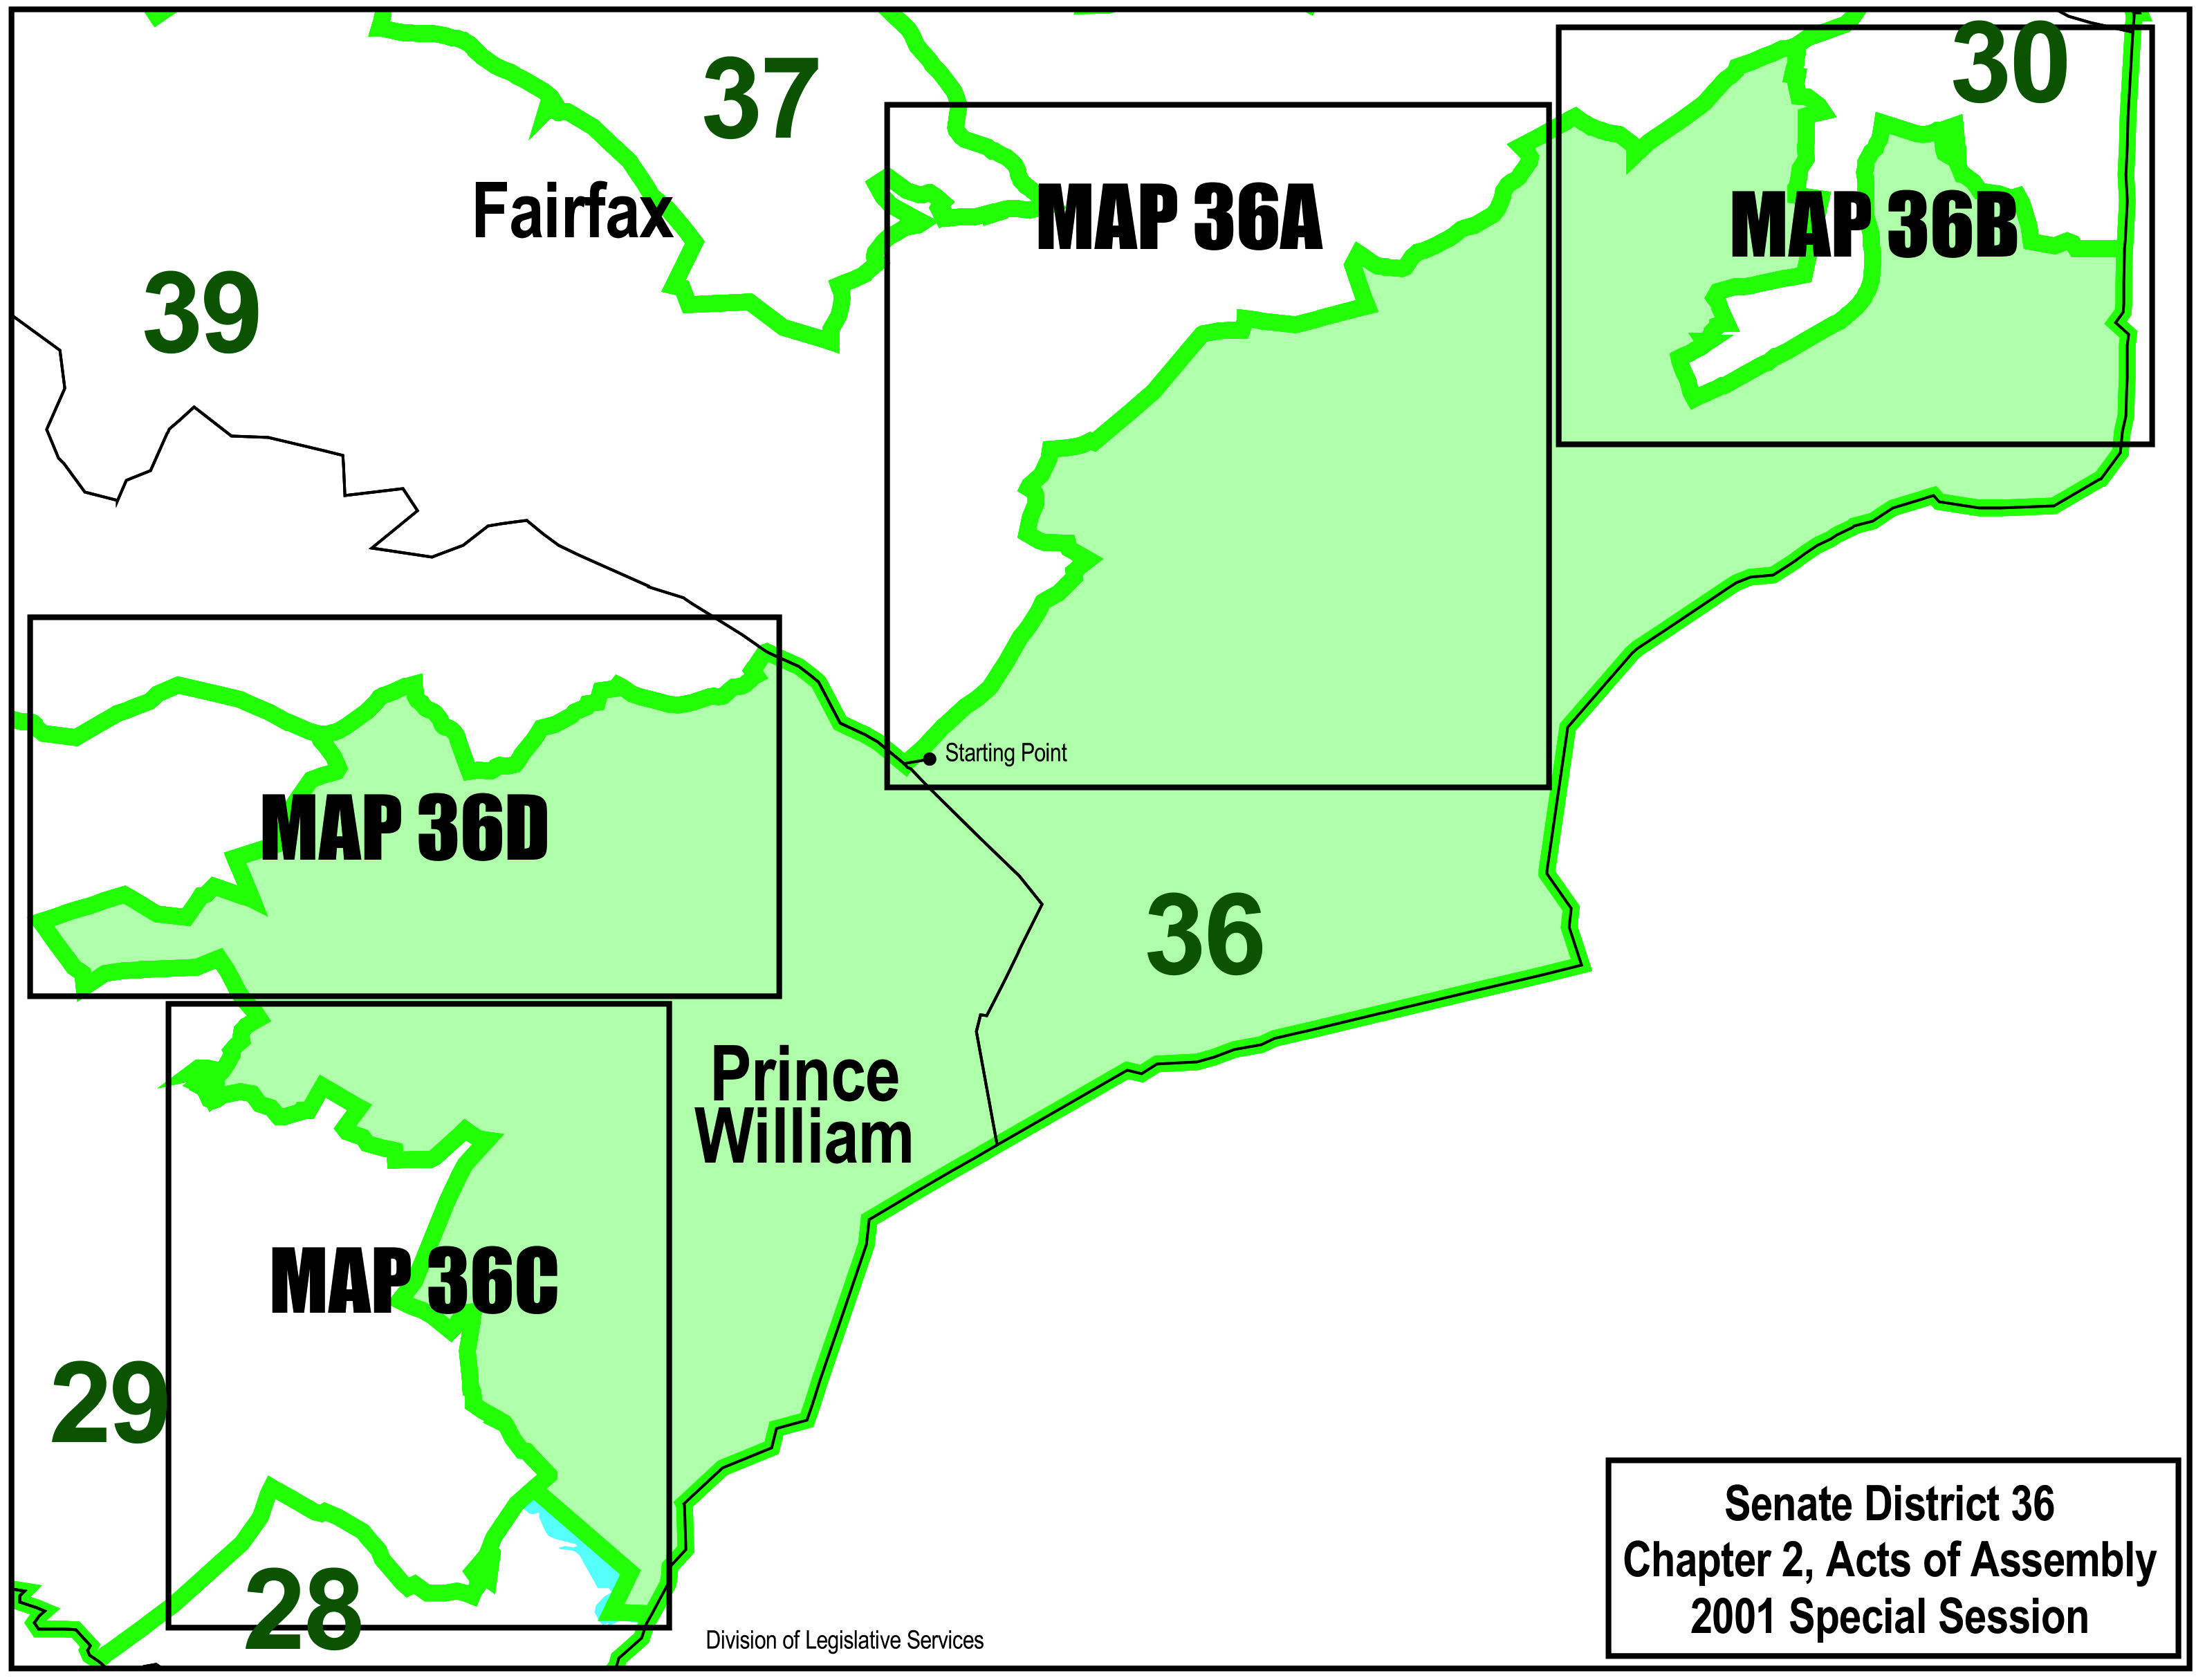 30
37
MAP 36A
Fairfax
MAP 36B
39
Starting Point
MAP 36D
36
Prince
William
MAP 36C
29
28
Division of Legislative Services
Senate District 36
Chapter 2, Acts of Assembly
2001 Special Session